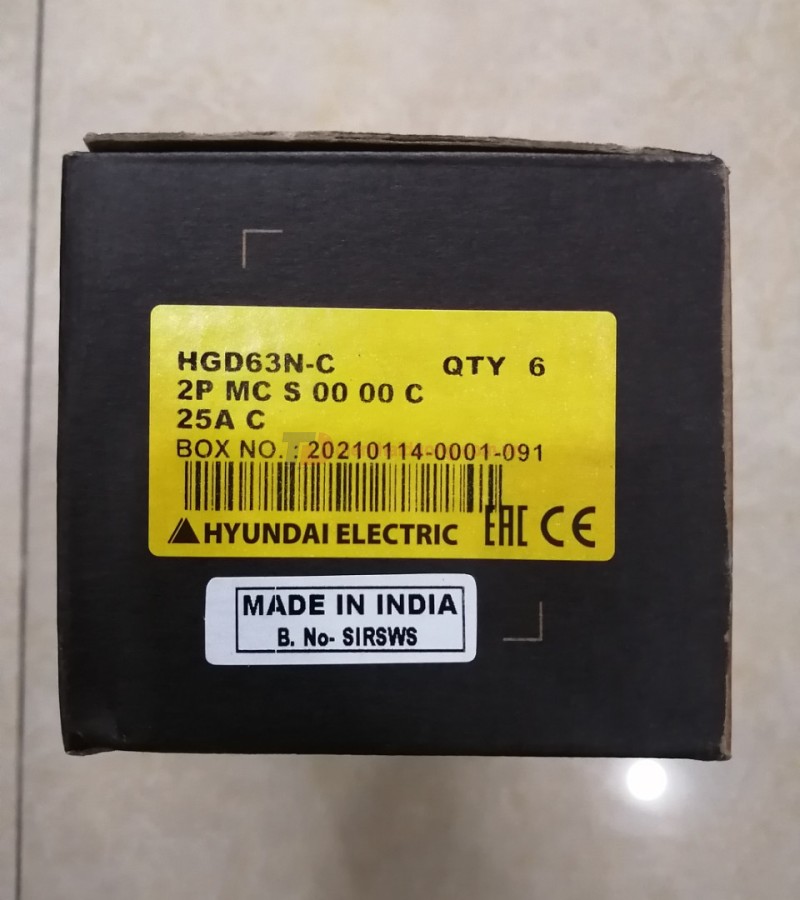 HGD63N-C QTY 6
2P MC S 00 00 C
25A C
BOX NO. : 20210114-0001-091
HYUNDAI ELECTRIC EAC CE
MADE IN INDIA
B. No- SIRSWS